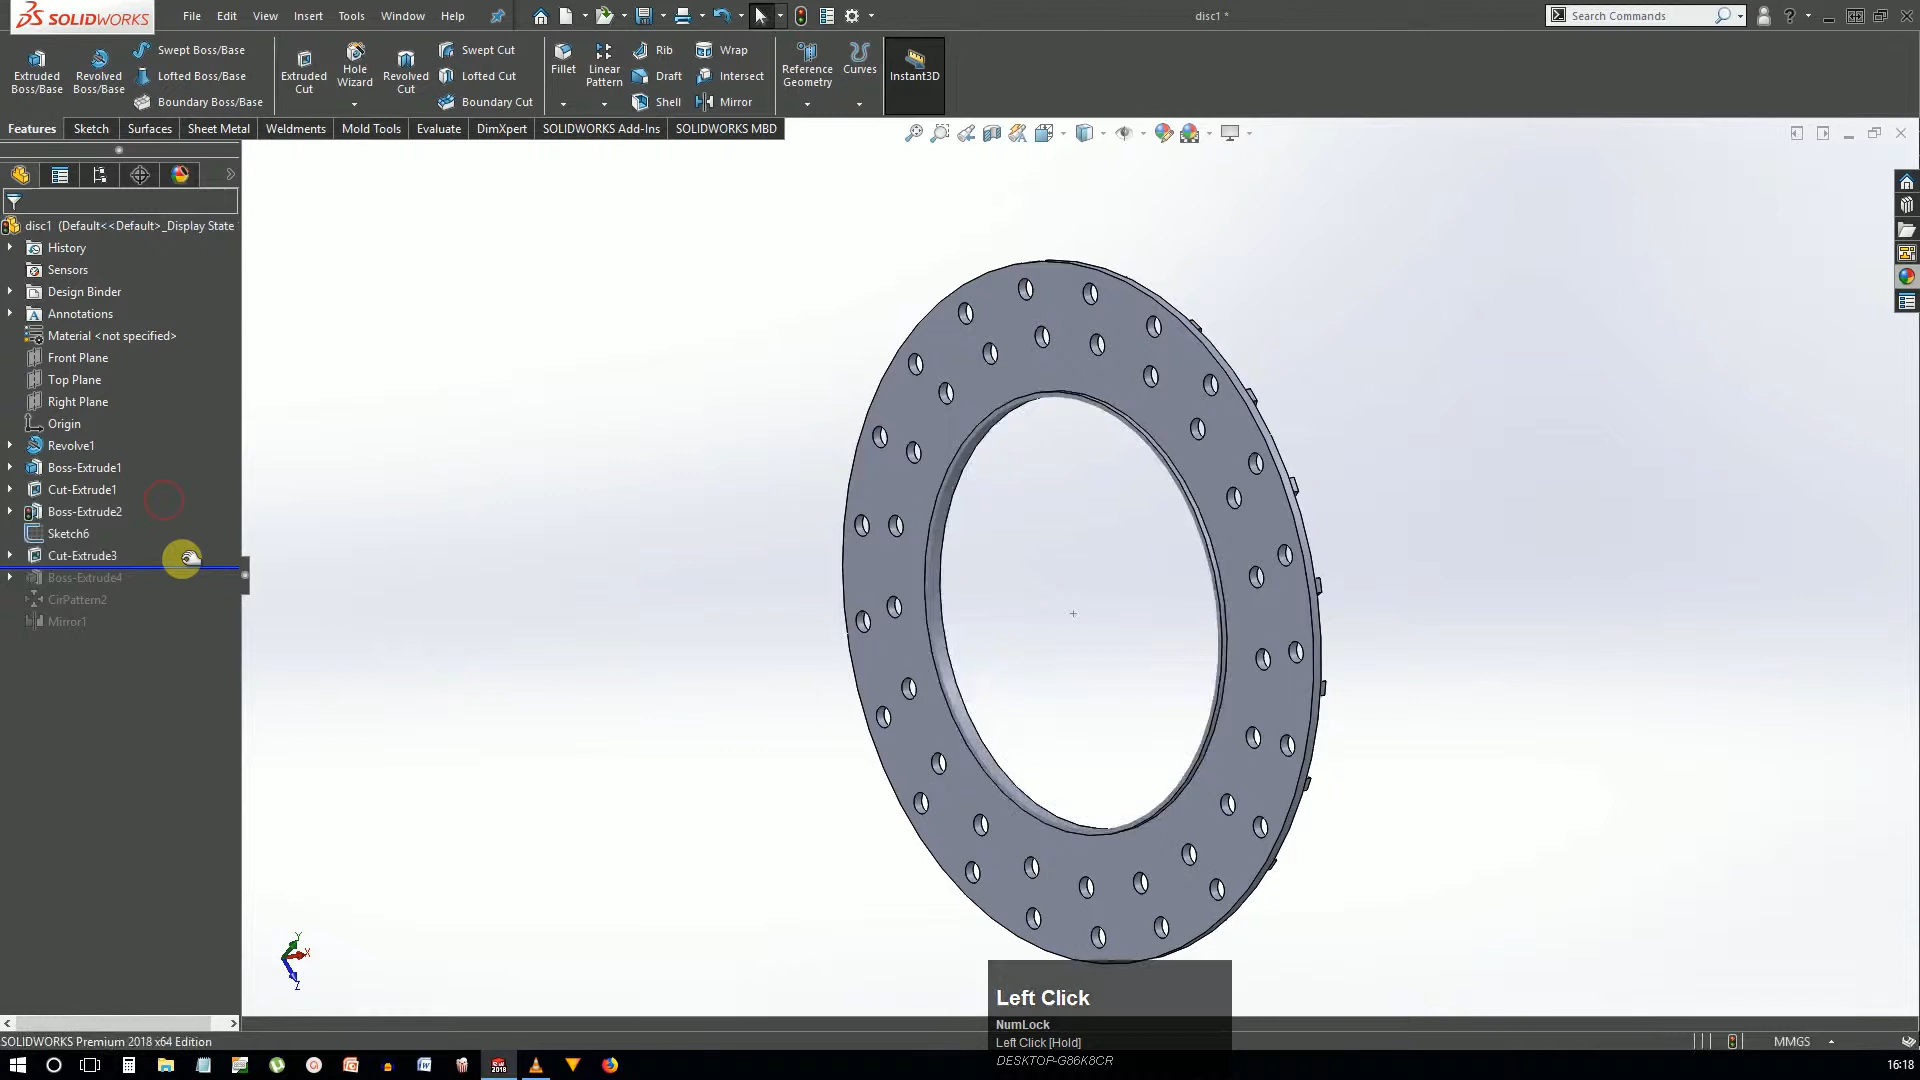 SOLIDWORKS
File Edit View Insert Tools Window Help
disc1 *
Search Commands
Extruded Boss/Base
Revolved Boss/Base
Swept Boss/Base
Lofted Boss/Base
Boundary Boss/Base
Extruded Cut
Hole Wizard
Revolved Cut
Swept Cut
Lofted Cut
Boundary Cut
Fillet
Linear Pattern
Rib
Draft
Shell
Wrap
Intersect
Mirror
Reference Geometry
Curves
Instant3D
Features Sketch Surfaces Sheet Metal Weldments Mold Tools Evaluate DimXpert SOLIDWORKS Add-Ins SOLIDWORKS MBD
disc1 (Default<<Default>_Display State
History
Sensors
Design Binder
Annotations
Material <not specified>
Front Plane
Top Plane
Right Plane
Origin
Revolve1
Boss-Extrude1
Cut-Extrude1
Boss-Extrude2
Sketch6
Cut-Extrude3
Boss-Extrude4
CirPattern2
Mirror1
Y
X
Z
Left Click
NumLock
Left Click [Hold]
DESKTOP-G86K8CR
SOLIDWORKS Premium 2018 x64 Edition
MMGS
16:18